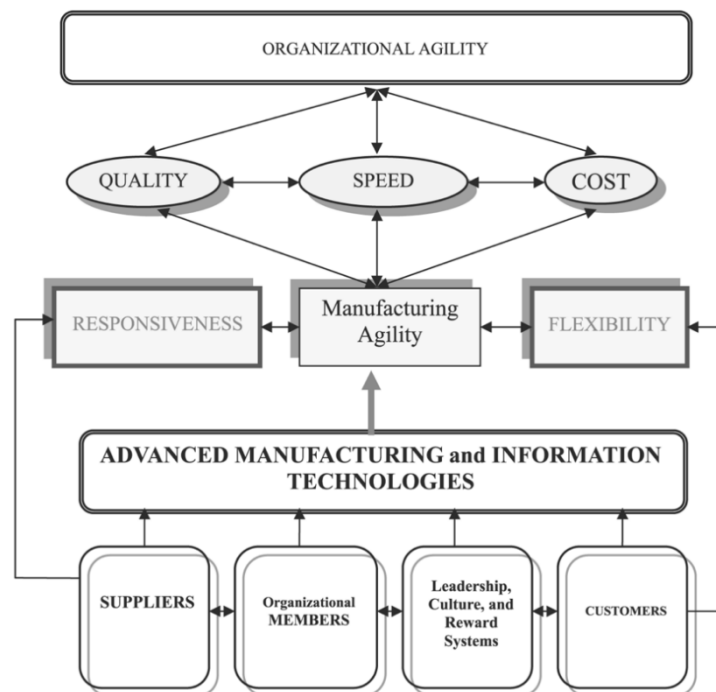 ORGANIZATIONAL AGILITY
QUALITY
SPEED
COST
RESPONSIVENESS
Manufacturing
Agility
FLEXIBILITY
ADVANCED MANUFACTURING and INFORMATION
TECHNOLOGIES
SUPPLIERS
Organizational
MEMBERS
Leadership,
Culture, and
Reward
Systems
CUSTOMERS